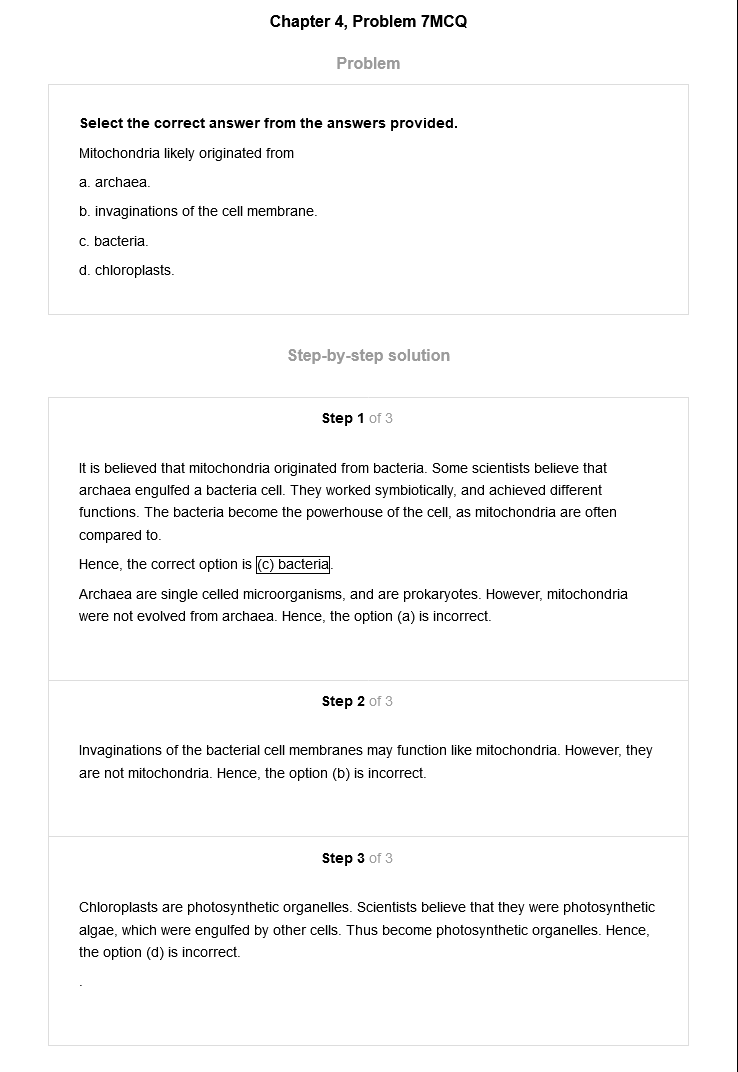 Chapter 4, Problem 7MCQ
Problem
Select the correct answer from the answers provided.
Mitochondria likely originated from
a. archaea.
b. invaginations of the cell membrane.
c. bacteria.
d. chloroplasts.
Step-by-step solution
Step 1 of 3
It is believed that mitochondria originated from bacteria. Some scientists believe that
archaea engulfed a bacteria cell. They worked symbiotically, and achieved different
functions. The bacteria become the powerhouse of the cell, as mitochondria are often
compared to.
Hence, the correct option is (c) bacteria.
Archaea are single celled microorganisms, and are prokaryotes. However, mitochondria
were not evolved from archaea. Hence, the option (a) is incorrect.
Step 2 of 3
Invaginations of the bacterial cell membranes may function like mitochondria. However, they
are not mitochondria. Hence, the option (b) is incorrect.
Step 3 of 3
Chloroplasts are photosynthetic organelles. Scientists believe that they were photosynthetic
algae, which were engulfed by other cells. Thus become photosynthetic organelles. Hence,
the option (d) is incorrect.
.